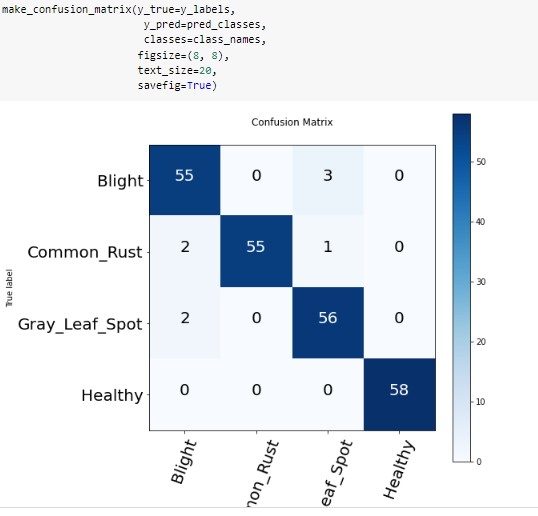 make_confusion_matrix(y_true=y_labels,
y_pred=pred_classes,
classes=class_names,
figsize=(8, 8),
text_size=20,
savefig=True)
Confusion Matrix
Blight 55 0 3 0
Common_Rust 2 55 1 0
Gray_Leaf_Spot 2 0 56 0
Healthy 0 0 0 58
True label
50
40
30
20
10
0
Blight
non_Rust
eaf_Spot
Healthy